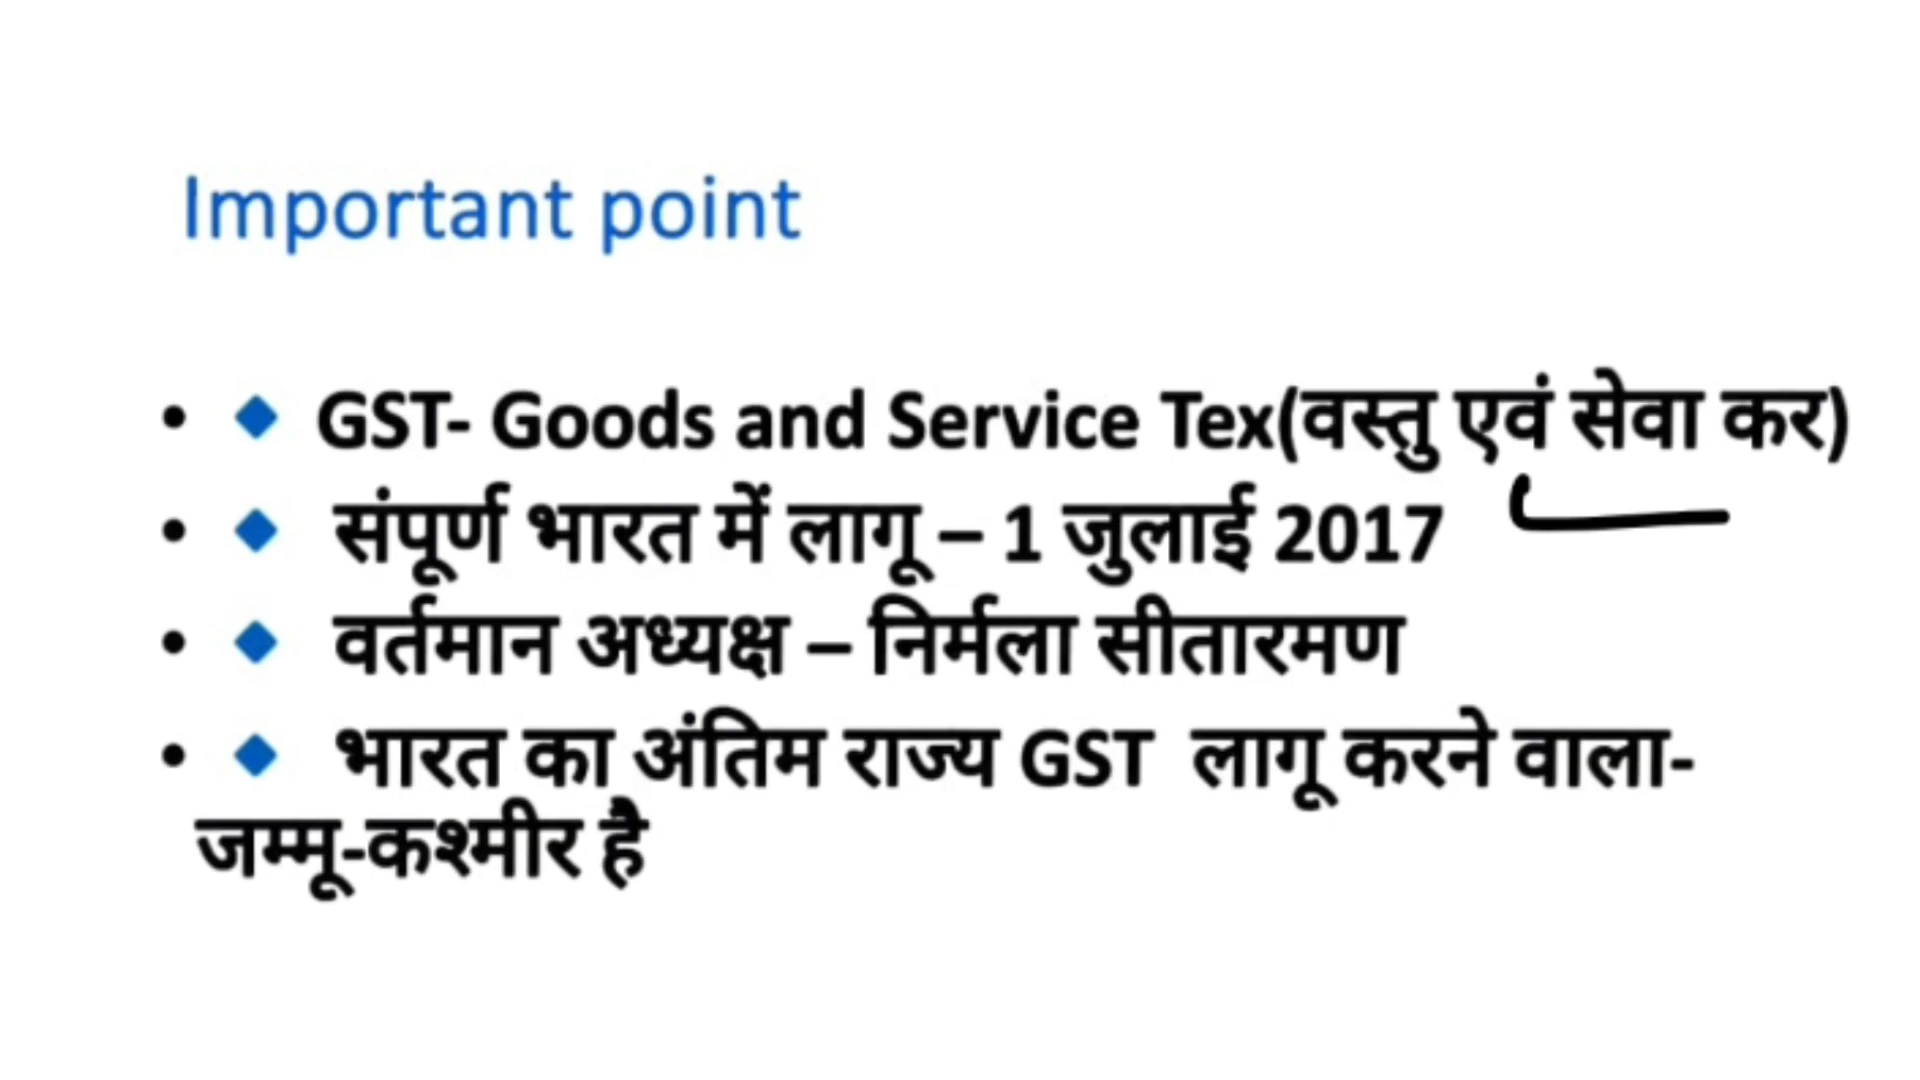 Important point
• ◆ GST- Goods and Service Tex(वस्तु एवं सेवा कर)
• ◆ संपूर्ण भारत में लागू – 1 जुलाई 2017
• ◆ वर्तमान अध्यक्ष – निर्मला सीतारमण
• ◆ भारत का अंतिम राज्य GST लागू करने वाला-
जम्मू-कश्मीर है